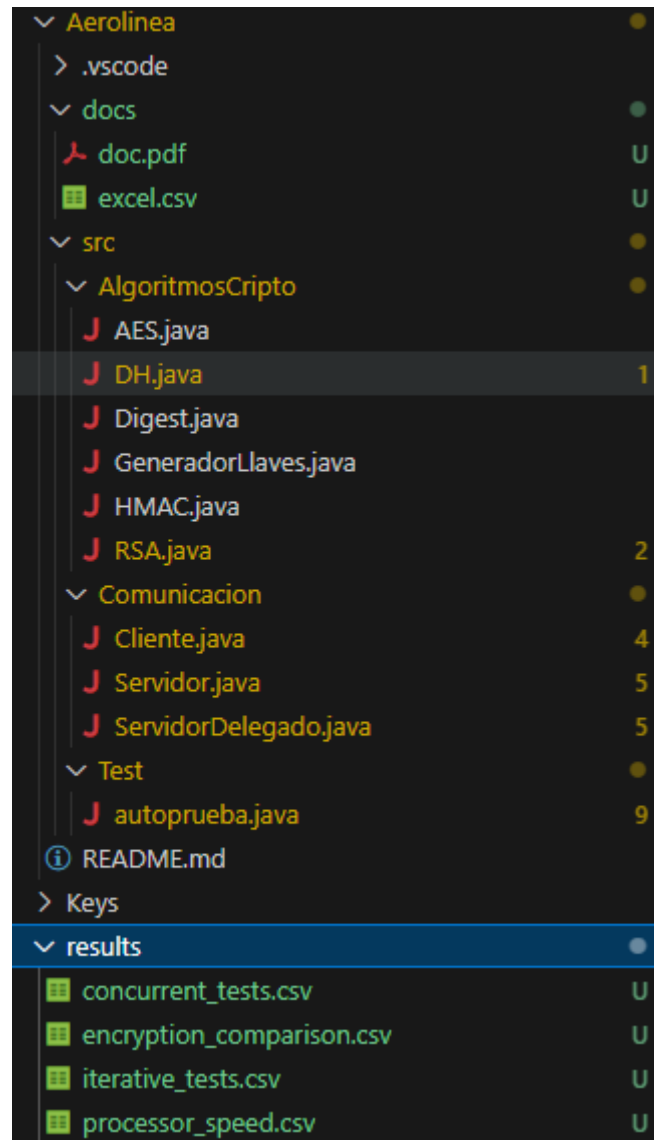 Aerolinea
.vscode
docs
doc.pdf U
excel.csv U
src
AlgoritmosCripto
J AES.java
J DH.java 1
J Digest.java
J GeneradorLlaves.java
J HMAC.java
J RSA.java 2
Comunicacion
J Cliente.java 4
J Servidor.java 5
J ServidorDelegado.java 5
Test
J autoprueba.java 9
README.md
Keys
results
concurrent_tests.csv U
encryption_comparison.csv U
iterative_tests.csv U
processor_speed.csv U